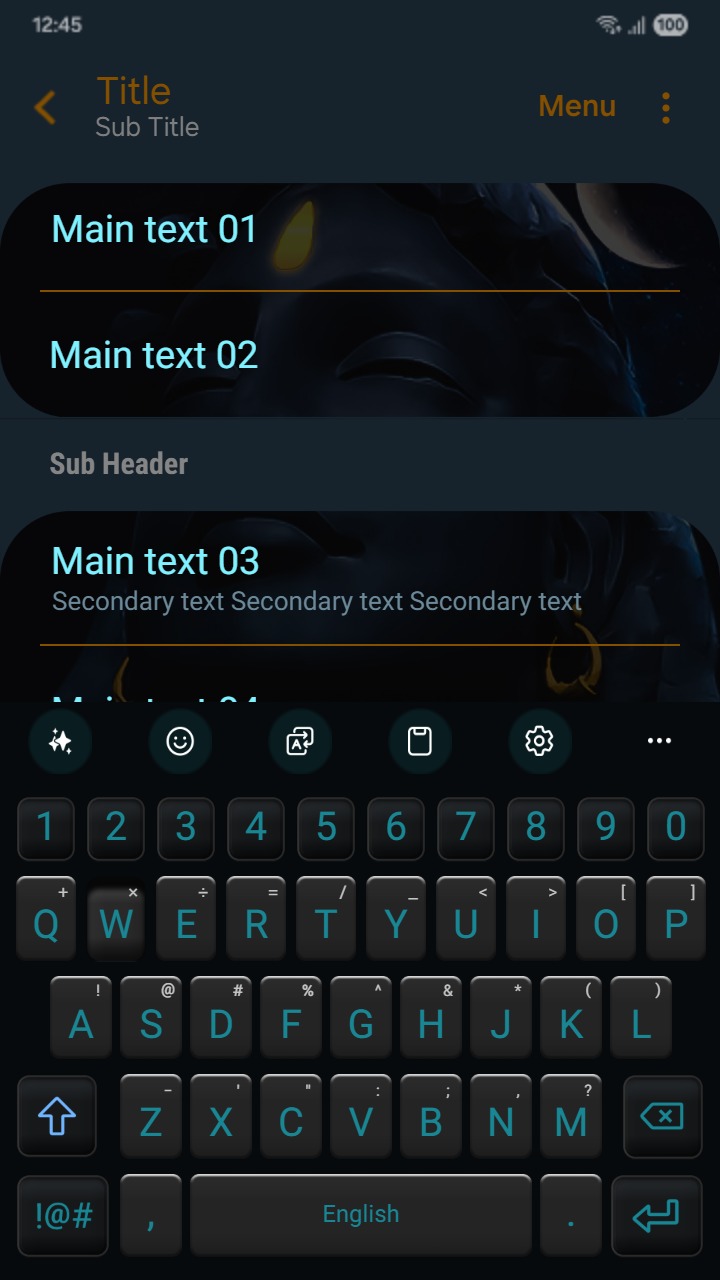 12:45
100
Title
Sub Title
Menu
Main text 01
Main text 02
Sub Header
Main text 03
Secondary text Secondary text Secondary text
1 2 3 4 5 6 7 8 9 0
+ × ÷ = / _ < > [ ]
Q W E R T Y U I O P
! @ # % ^ & * ( )
A S D F G H J K L
- ' " : ; , ?
Z X C V B N M
!@# , English .